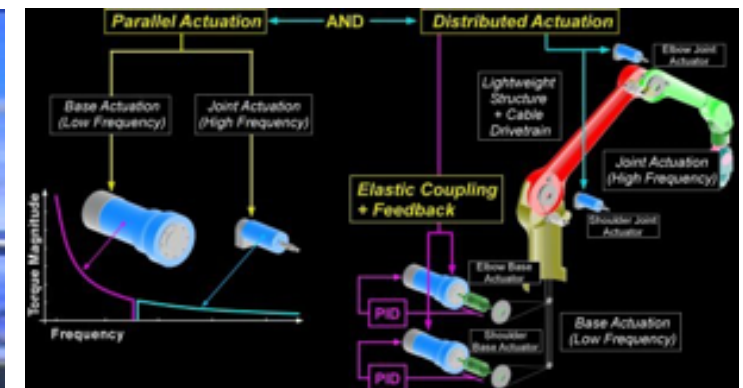 Parallel Actuation
AND
Distributed Actuation
Base Actuation
(Low Frequency)
Joint Actuation
(High Frequency)
Lightweight
Structure
+ Cable
Drivetrain
Elbow Joint
Actuator
Joint Actuation
(High Frequency)
Elastic Coupling
+ Feedback
Shoulder Joint
Actuator
Torque Magnitude
Frequency
Elbow Base
Actuator
PID
Shoulder
Base Actuator
PID
Base Actuation
(Low Frequency)